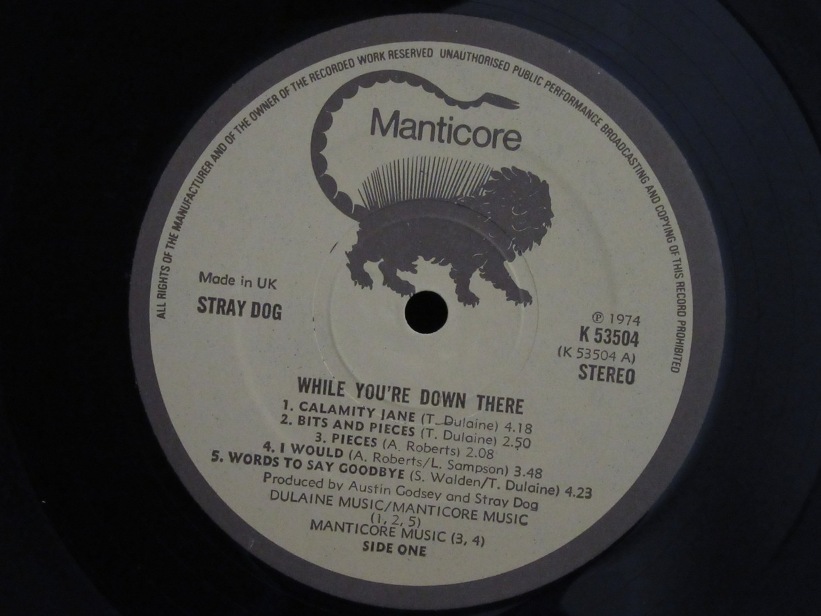 ALL RIGHTS OF THE MANUFACTURER AND OF THE OWNER OF THE RECORDED WORK RESERVED UNAUTHORISED PUBLIC PERFORMANCE BROADCASTING AND COPYING OF THIS RECORD PROHIBITED
Manticore
Made in UK
STRAY DOG
℗ 1974
K 53504
(K 53504 A)
STEREO
WHILE YOU'RE DOWN THERE
1. CALAMITY JANE (T. Dulaine) 4.18
2. BITS AND PIECES (T. Dulaine) 2.50
3. PIECES (A. Roberts) 2.08
4. I WOULD (A. Roberts/L. Sampson) 3.48
5. WORDS TO SAY GOODBYE (S. Walden/T. Dulaine) 4.23
Produced by Austin Godsey and Stray Dog
DULAINE MUSIC/MANTICORE MUSIC
(1, 2, 5)
MANTICORE MUSIC (3, 4)
SIDE ONE